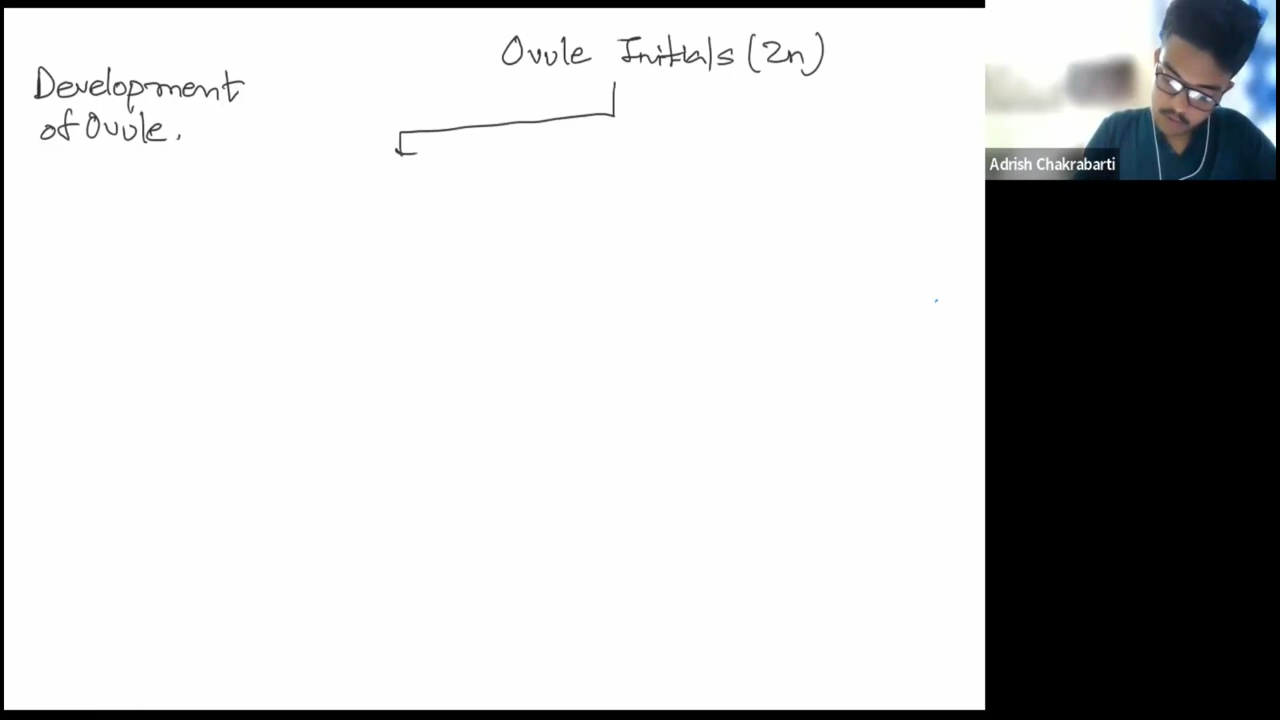 Ovule Initials (2n)
Development
of Ovule.
Adrish Chakrabarti